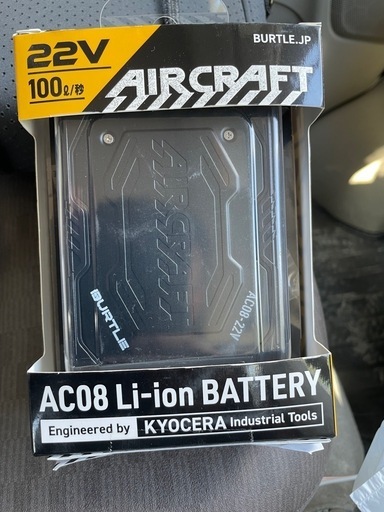 22V
BURTLE.JP
100ℓ/秒
AIRCRAFT
AIRCRAFT
BURTLE
AC08-22V
AC08 Li-ion BATTERY
Engineered by KYOCERA Industrial Tools